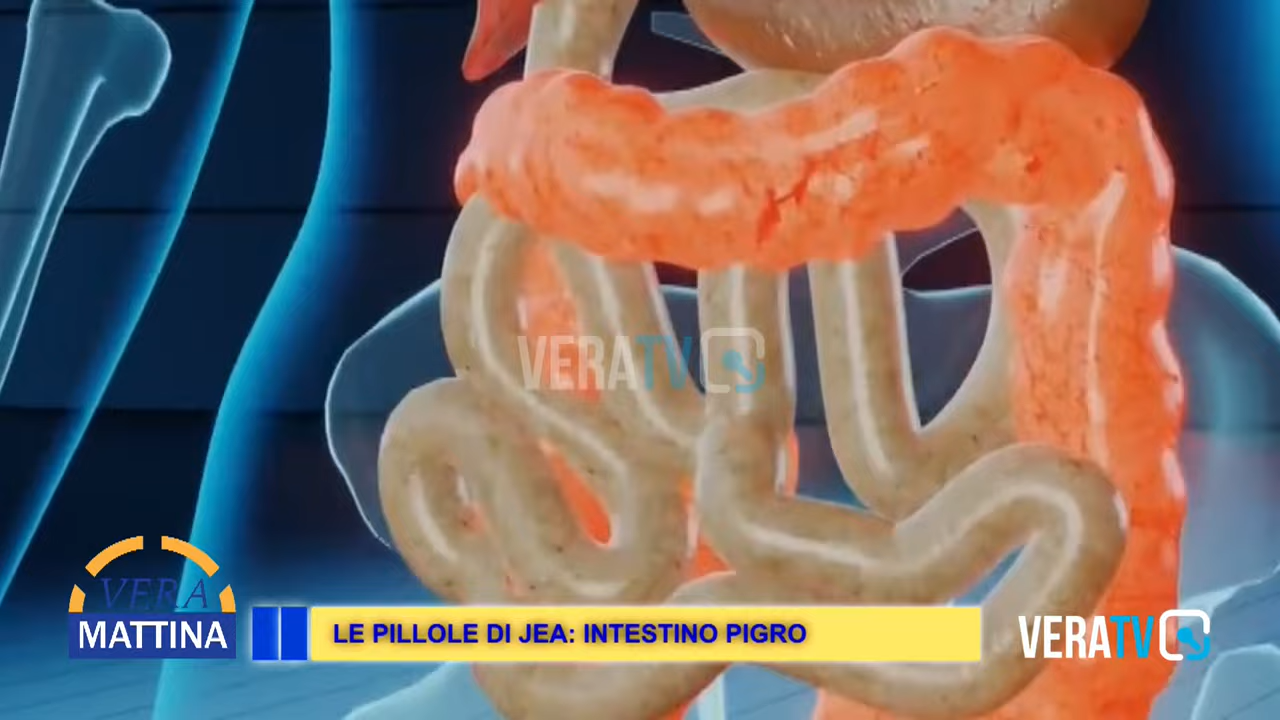 VERATV
VERA
MATTINA
LE PILLOLE DI JEA: INTESTINO PIGRO
VERATV